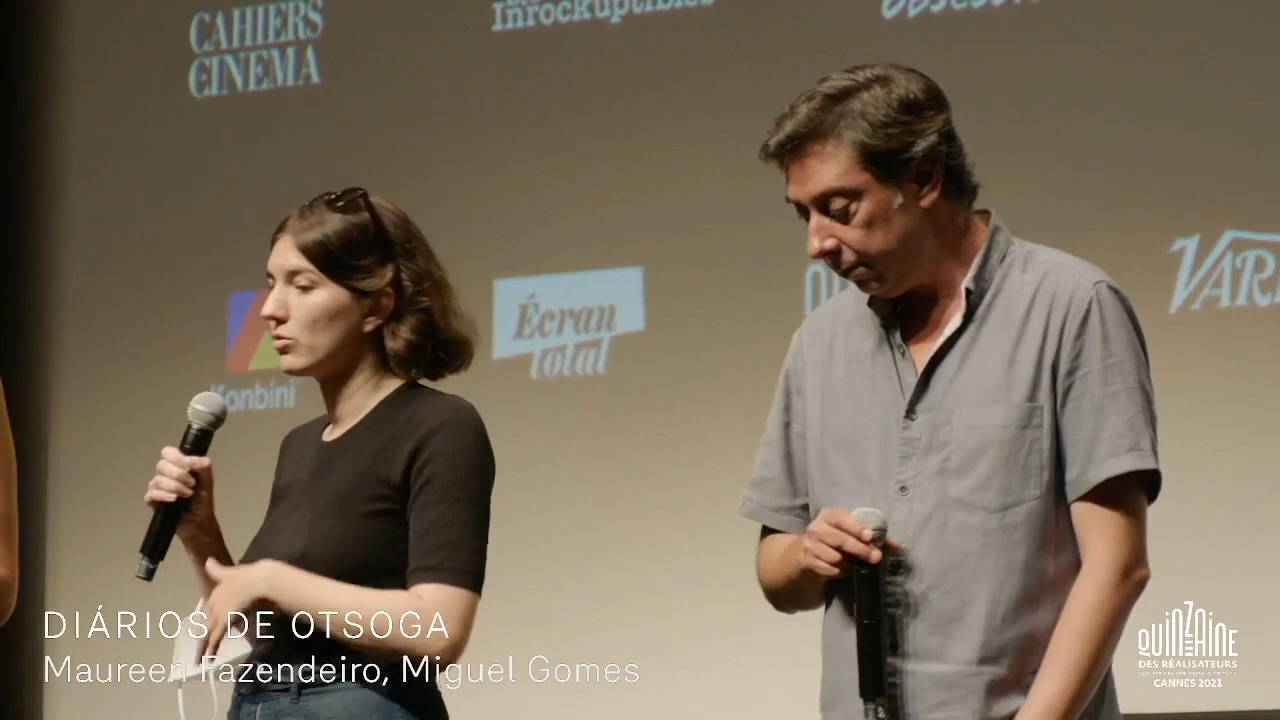 CAHIERS
CINEMA
Inrockuptibles
Écran
total
Konbini
DIÁRIOS DE OTSOGA
Maureen Fazendeiro, Miguel Gomes
QUINZAINE
DES RÉALISATEURS
CANNES 2021